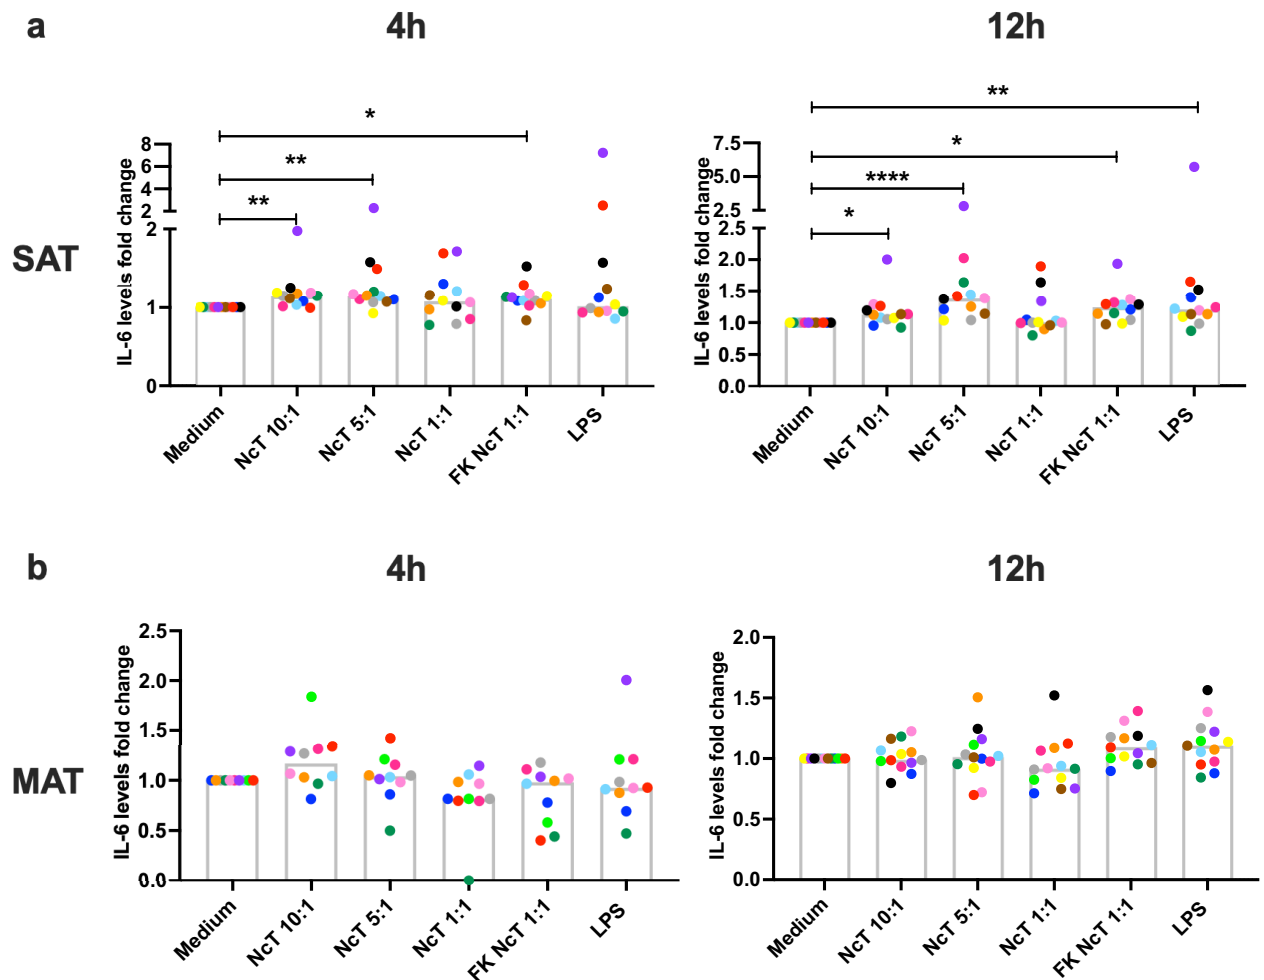 a
4h
12h
SAT
IL-6 levels fold change
8
6
4
2
2
1
0
*
**
**
Medium
NcT 10:1
NcT 5:1
NcT 1:1
FK NcT 1:1
LPS
IL-6 levels fold change
7.5
5.0
2.5
2.5
2.0
1.5
1.0
0.5
0.0
**
*
****
*
Medium
NcT 10:1
NcT 5:1
NcT 1:1
FK NcT 1:1
LPS
b
4h
12h
MAT
IL-6 levels fold change
2.5
2.0
1.5
1.0
0.5
0.0
Medium
NcT 10:1
NcT 5:1
NcT 1:1
FK NcT 1:1
LPS
IL-6 levels fold change
2.0
1.5
1.0
0.5
0.0
Medium
NcT 10:1
NcT 5:1
NcT 1:1
FK NcT 1:1
LPS